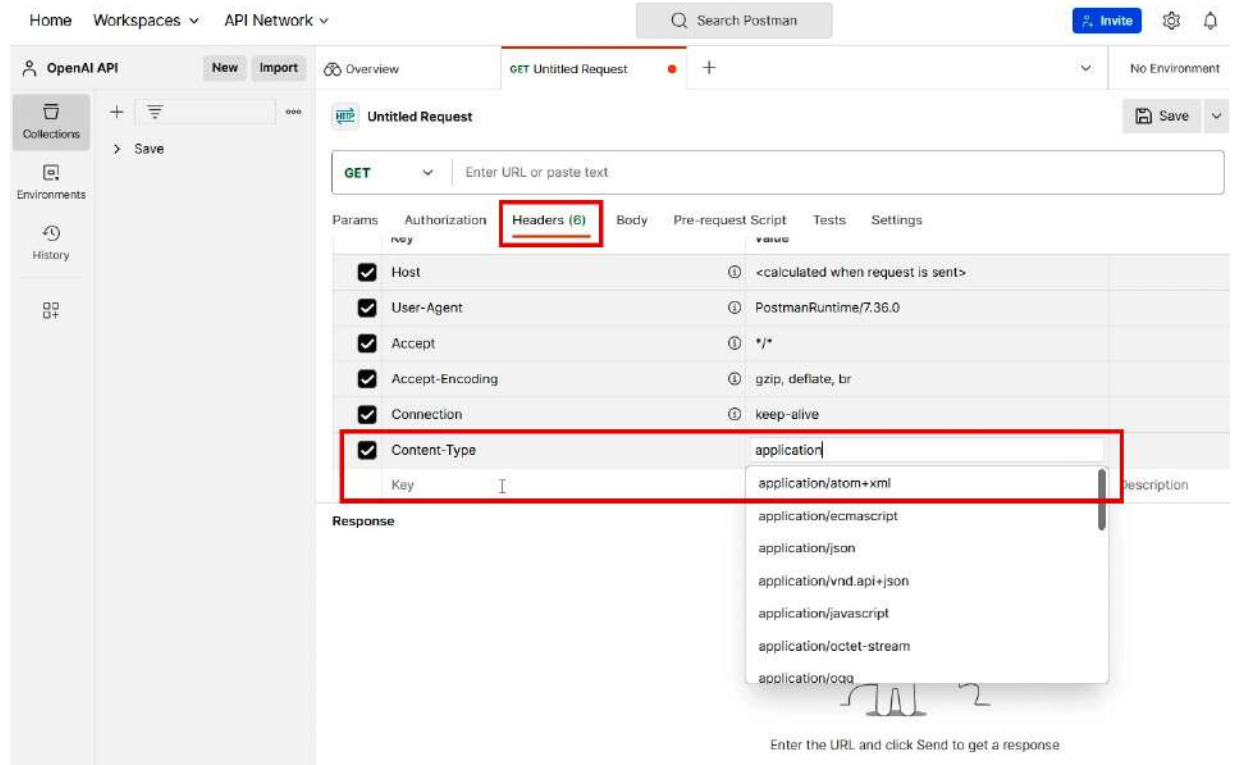 Home Workspaces API Network Search Postman Invite
OpenAI API New Import Overview GET Untitled Request No Environment
Collections
Save
HTTP Untitled Request Save
Environments
GET Enter URL or paste text
History
Params Authorization Headers (6) Body Pre-request Script Tests Settings
Key Value
Host <calculated when request is sent>
User-Agent PostmanRuntime/7.36.0
Accept */*
Accept-Encoding gzip, deflate, br
Connection keep-alive
Content-Type application
Key Description
application/atom+xml
Response
application/ecmascript
application/json
application/vnd.api+json
application/javascript
application/octet-stream
application/ogg
Enter the URL and click Send to get a response